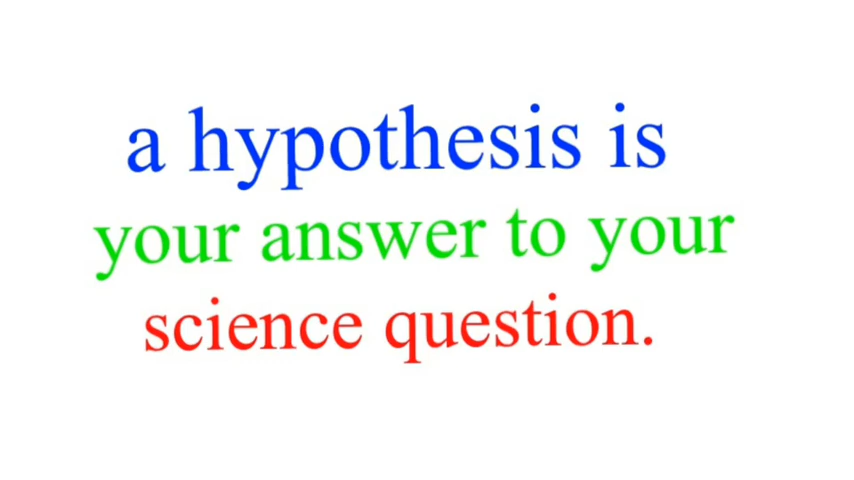 a hypothesis is
your answer to your
science question.